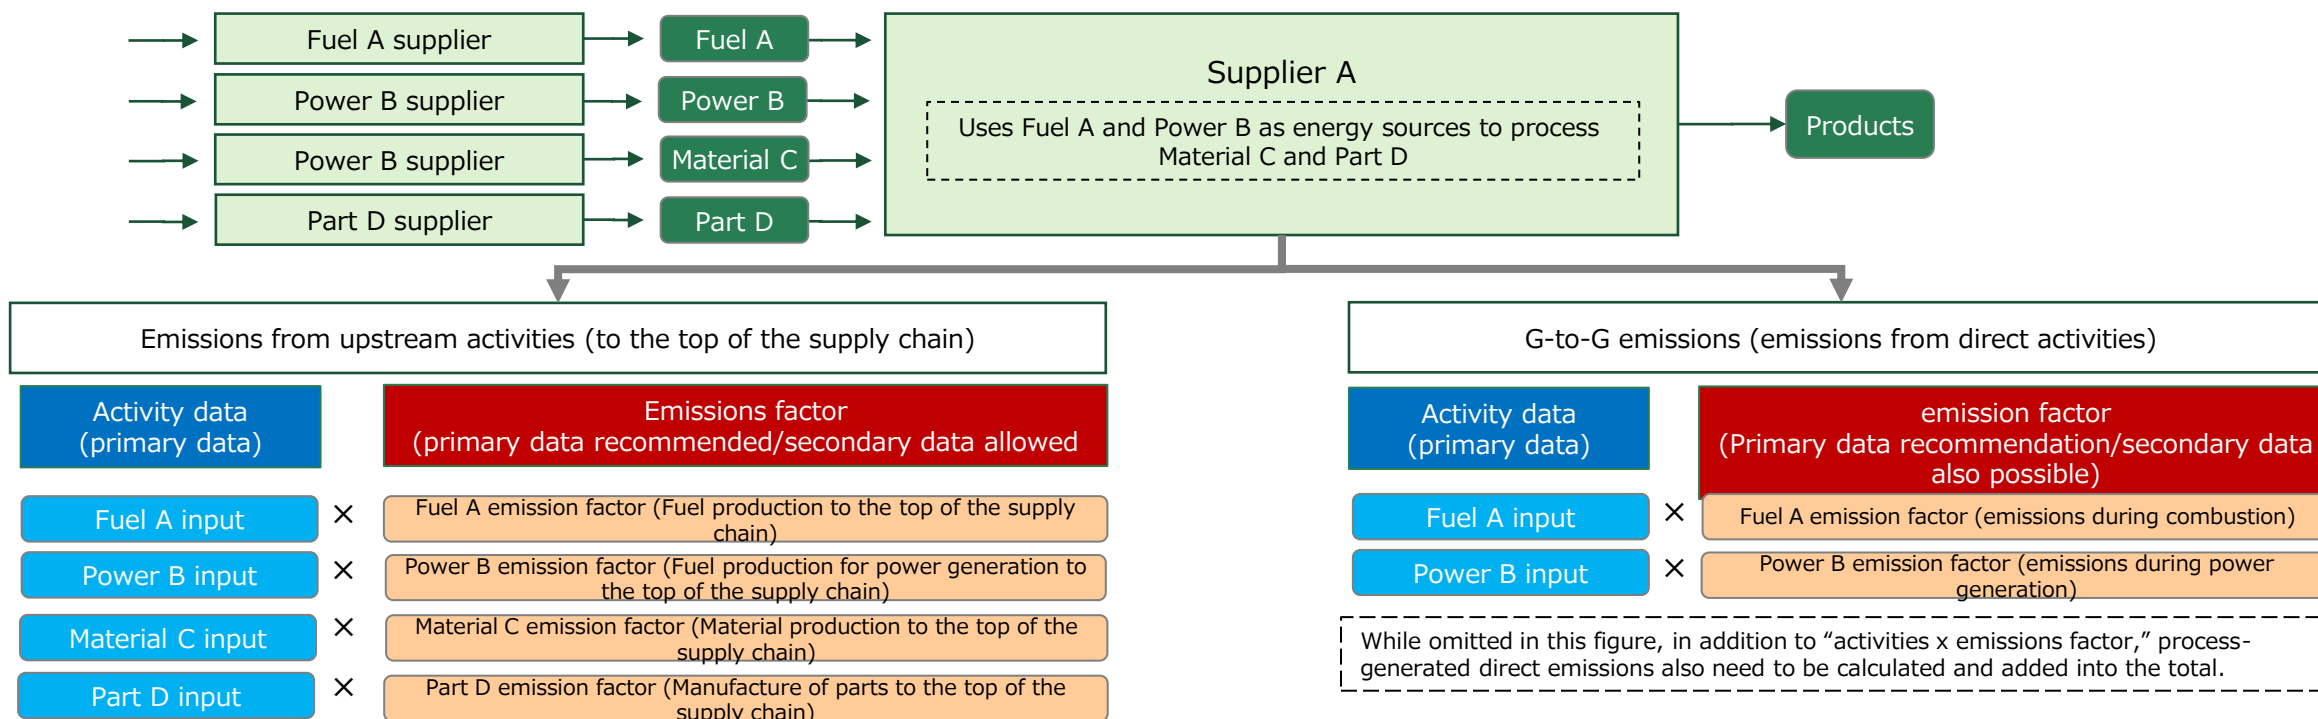 Fuel A supplier
Fuel A
Power B supplier
Power B
Power B supplier
Material C
Part D supplier
Part D
Supplier A
Uses Fuel A and Power B as energy sources to process
Material C and Part D
Products
Emissions from upstream activities (to the top of the supply chain)
Activity data
(primary data)
Emissions factor
(primary data recommended/secondary data allowed
Fuel A input
×
Fuel A emission factor (Fuel production to the top of the supply
chain)
Power B input
×
Power B emission factor (Fuel production for power generation to
the top of the supply chain)
Material C input
×
Material C emission factor (Material production to the top of the
supply chain)
Part D input
×
Part D emission factor (Manufacture of parts to the top of the
supply chain)
G-to-G emissions (emissions from direct activities)
Activity data
(primary data)
emission factor
(Primary data recommendation/secondary data
also possible)
Fuel A input
×
Fuel A emission factor (emissions during combustion)
Power B input
×
Power B emission factor (emissions during power
generation)
While omitted in this figure, in addition to “activities x emissions factor,” process-
generated direct emissions also need to be calculated and added into the total.